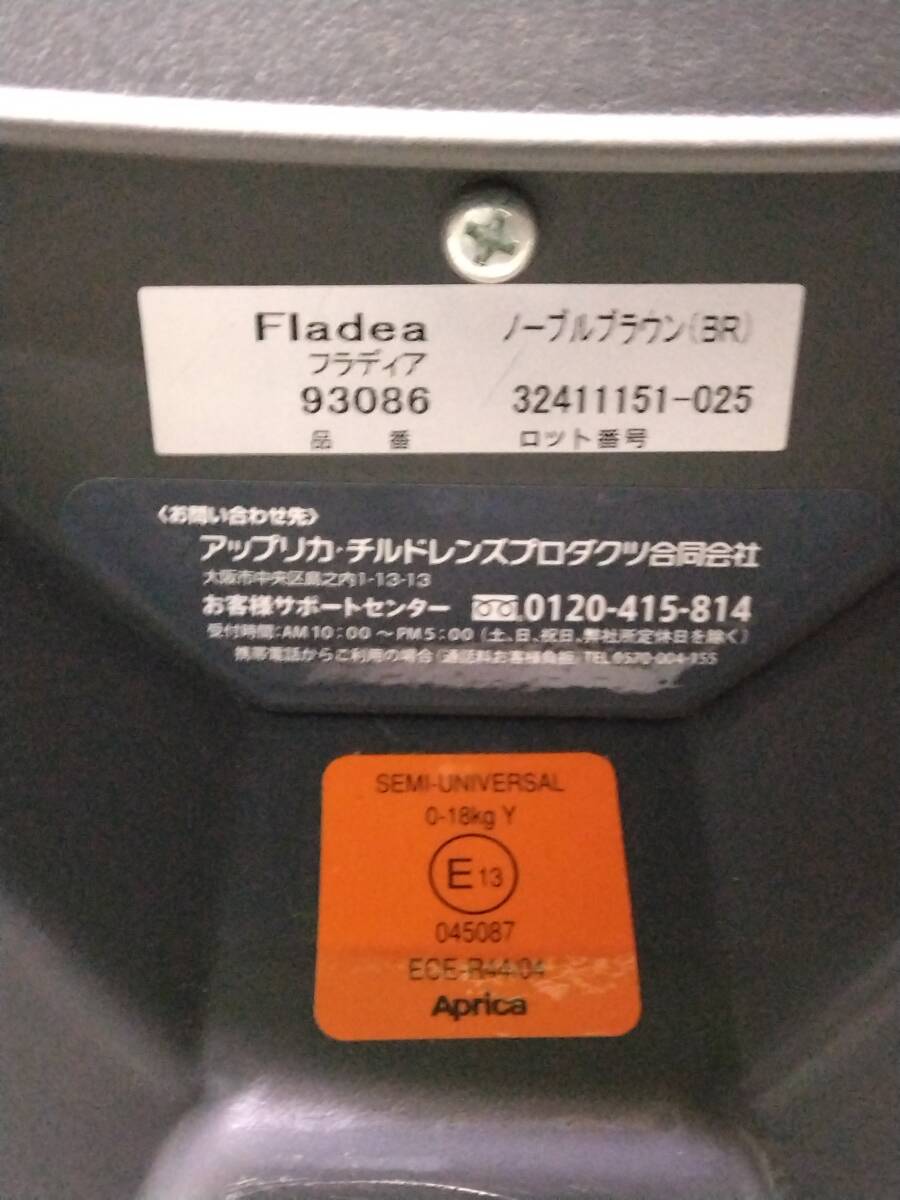 Fladea ノーブルブラウン(BR)
フラディア
93086 32411151-025
品番 ロット番号
〈お問い合わせ先〉
アップリカ・チルドレンズプロダクツ合同会社
大阪市中央区島之内1-13-13
お客様サポートセンター 0120-415-814
受付時間:AM10:00～PM5:00(土、日、祝日、弊社所定休日を除く)
携帯電話からご利用の場合(通話料お客様負担)TEL.0570-004-155
SEMI-UNIVERSAL
0-18kg Y
E 13
045087
ECE-R44/04
Aprica